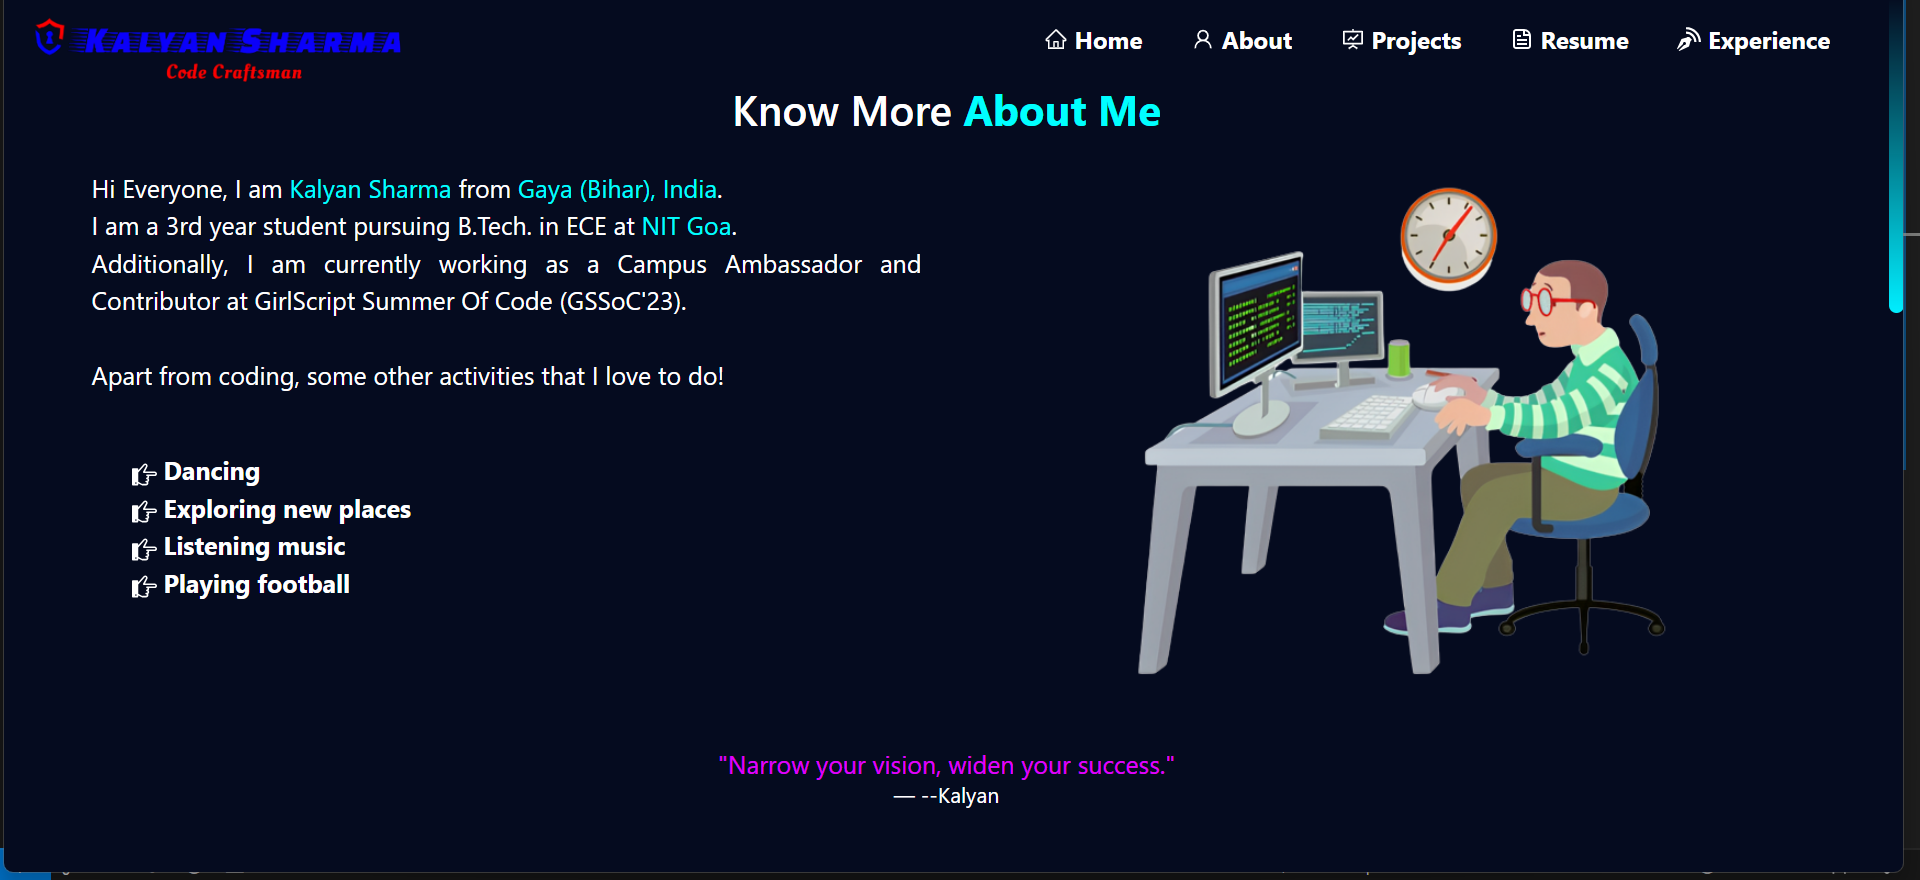 Kalyan Sharma
Code Craftsman
Home About Projects Resume Experience
Know More About Me
Hi Everyone, I am Kalyan Sharma from Gaya (Bihar), India.
I am a 3rd year student pursuing B.Tech. in ECE at NIT Goa.
Additionally, I am currently working as a Campus Ambassador and
Contributor at GirlScript Summer Of Code (GSSoC'23).
Apart from coding, some other activities that I love to do!
Dancing
Exploring new places
Listening music
Playing football
"Narrow your vision, widen your success."
— --Kalyan